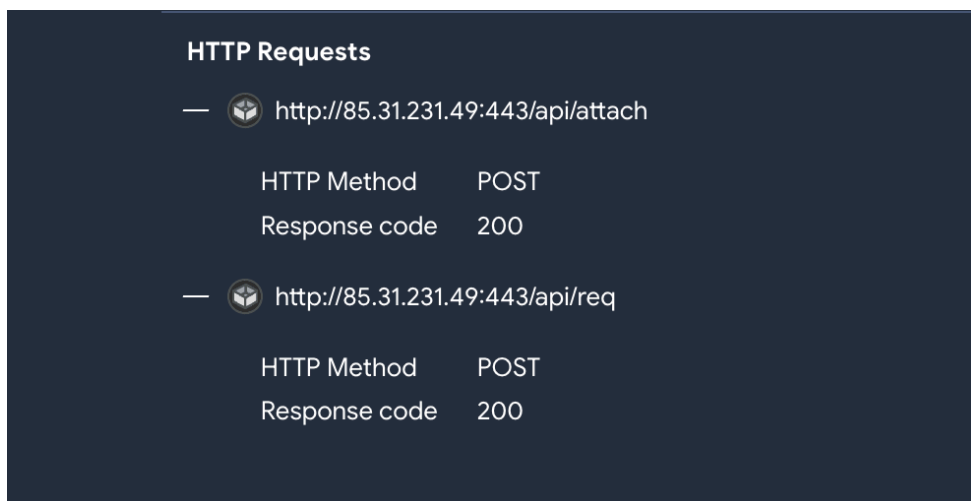 HTTP Requests
— http://85.31.231.49:443/api/attach
HTTP Method POST
Response code 200
— http://85.31.231.49:443/api/req
HTTP Method POST
Response code 200